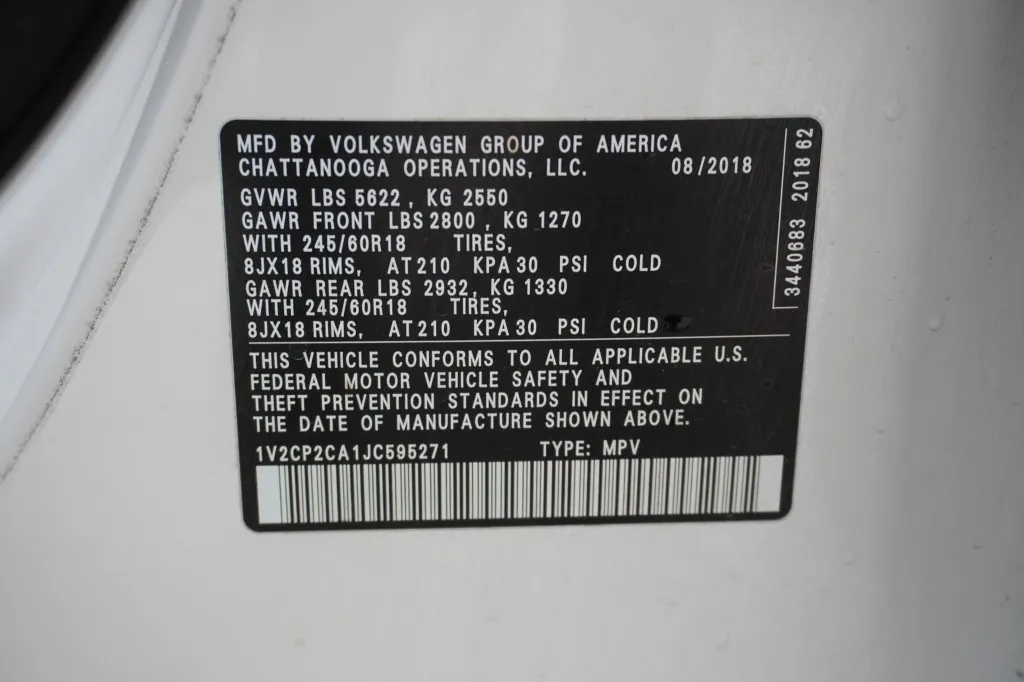 MFD BY VOLKSWAGEN GROUP OF AMERICA
CHATTANOOGA OPERATIONS, LLC. 08/2018
GVWR LBS 5622 , KG 2550
GAWR FRONT LBS 2800 , KG 1270
WITH 245/60R18 TIRES,
8JX18 RIMS, AT 210 KPA 30 PSI COLD
GAWR REAR LBS 2932, KG 1330
WITH 245/60R18 TIRES,
8JX18 RIMS, AT 210 KPA 30 PSI COLD
THIS VEHICLE CONFORMS TO ALL APPLICABLE U.S.
FEDERAL MOTOR VEHICLE SAFETY AND
THEFT PREVENTION STANDARDS IN EFFECT ON
THE DATE OF MANUFACTURE SHOWN ABOVE.
1V2CP2CA1JC595271 TYPE: MPV
3440683 2018 62